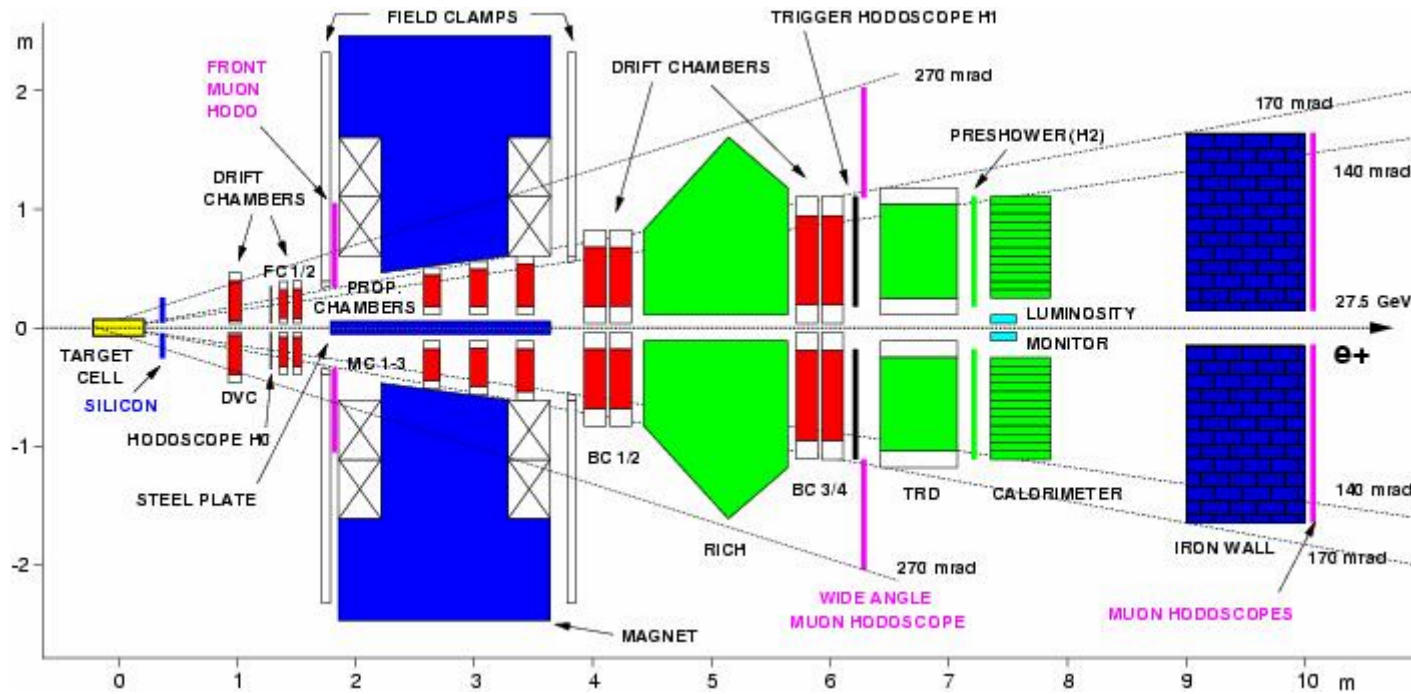 FIELD CLAMPS
TRIGGER HODOSCOPE H1
m
FRONT
MUON
HODO
DRIFT CHAMBERS
270 mrad
2
170 mrad
PRESHOWER(H2)
DRIFT
CHAMBERS
140 mrad
1
FC 1/2
PROP.
CHAMBERS
27.5 GeV
LUMINOSITY
MONITOR
0
e+
TARGET
CELL
MC 1-3
SILICON
DVC
HODOSCOPE H0
-1
BC 1/2
BC 3/4
TRD
CALORIMETER
STEEL PLATE
140 mrad
RICH
IRON WALL
170 mrad
-2
270 mrad
WIDE ANGLE
MUON HODOSCOPE
MUON HODOSCOPES
MAGNET
0 1 2 3 4 5 6 7 8 9 10 m